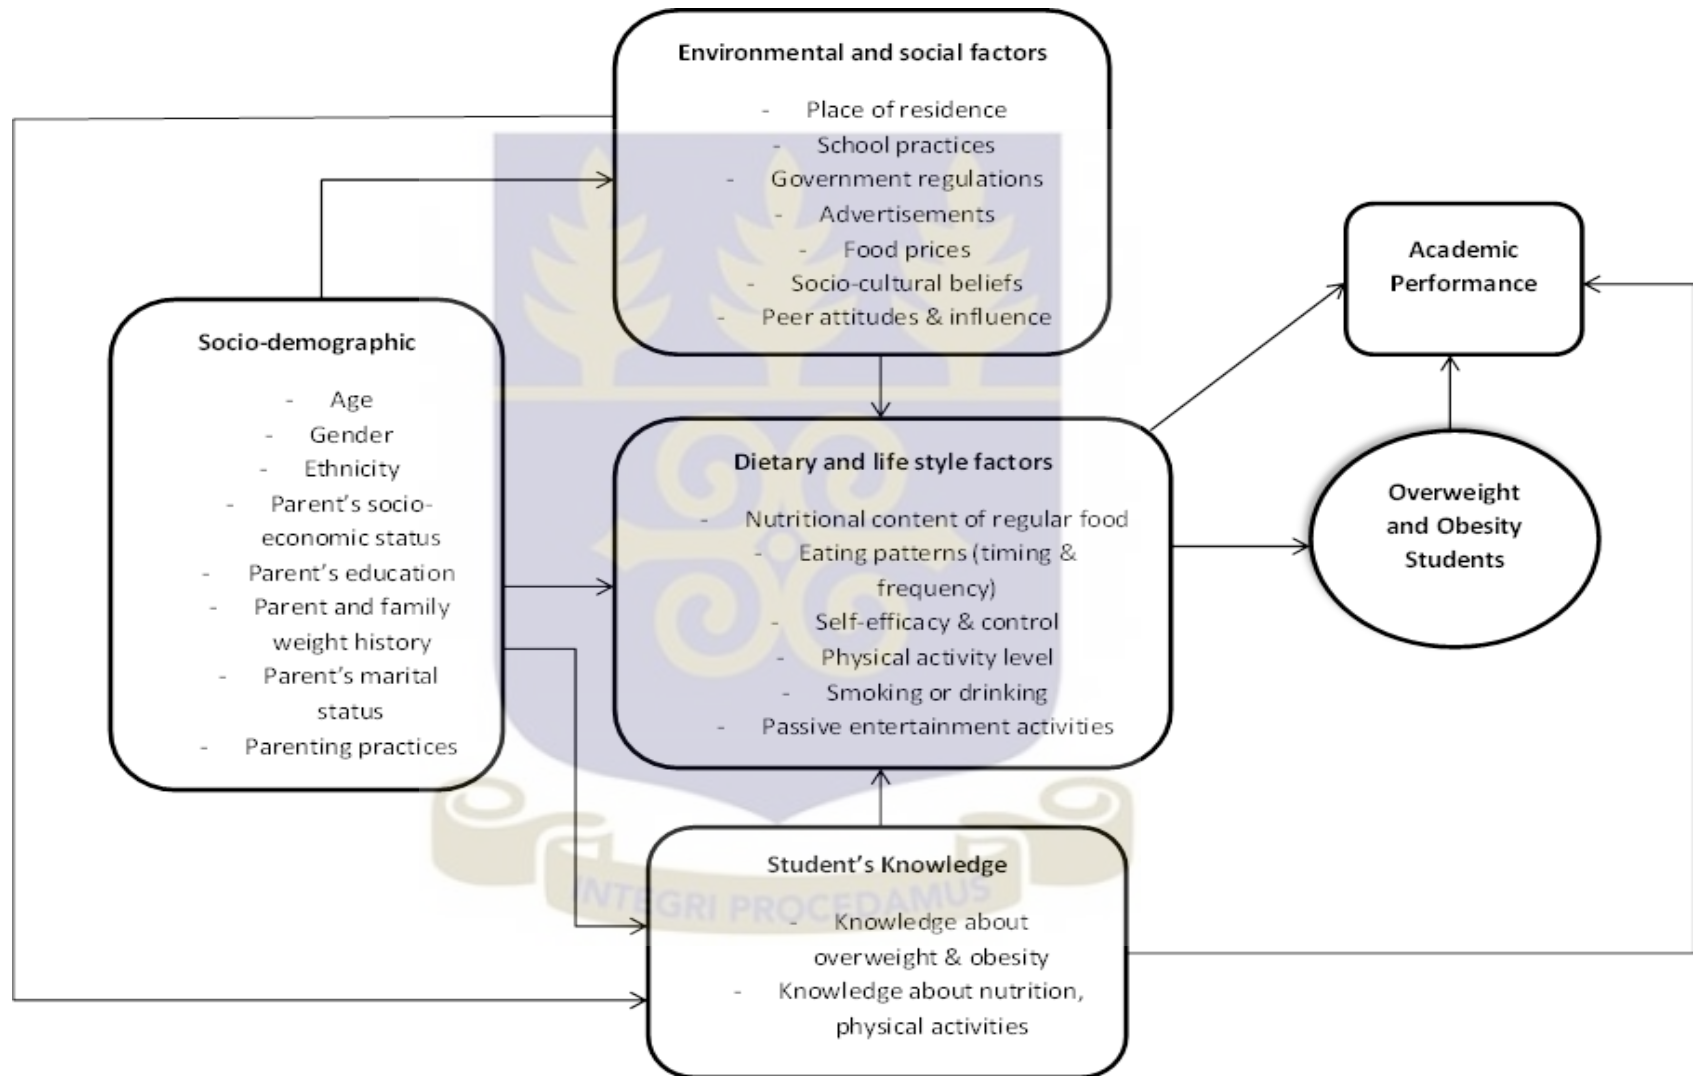 Environmental and social factors
- Place of residence
- School practices
- Government regulations
- Advertisements
- Food prices
- Socio-cultural beliefs
- Peer attitudes & influence
Socio-demographic
- Age
- Gender
- Ethnicity
- Parent's socio-
economic status
- Parent's education
- Parent and family
weight history
- Parent's marital
status
- Parenting practices
Dietary and life style factors
- Nutritional content of regular food
- Eating patterns (timing &
frequency)
- Self-efficacy & control
- Physical activity level
- Smoking or drinking
- Passive entertainment activities
Student's Knowledge
- Knowledge about
overweight & obesity
- Knowledge about nutrition,
physical activities
Academic
Performance
Overweight
and Obesity
Students
INTEGRI PROCEDAMUS